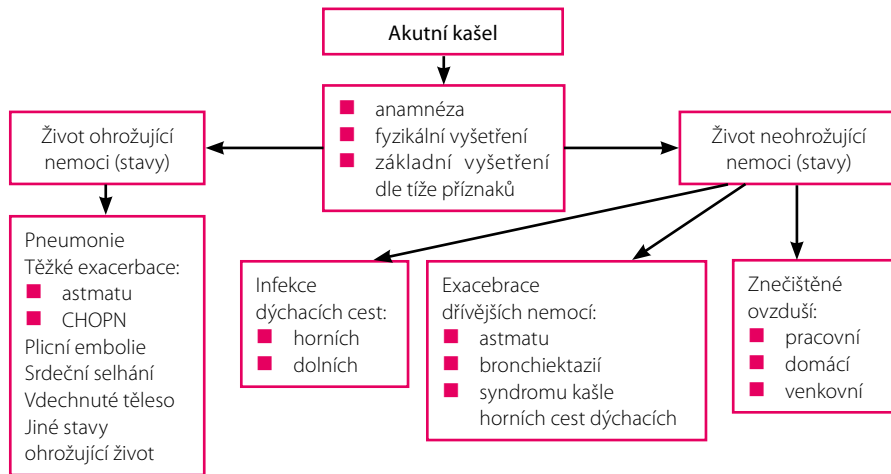 Akutní kašel
anamnéza
fyzikální vyšetření
základní vyšetření
dle tíže příznaků
Život ohrožující
nemoci (stavy)
Život neohrožující
nemoci (stavy)
Pneumonie
Těžké exacerbace:
astmatu
CHOPN
Plicní embolie
Srdeční selhání
Vdechnuté těleso
Jiné stavy
ohrožující život
Infekce
dýchacích cest:
horních
dolních
Exacebrace
dřívějších nemocí:
astmatu
bronchiektazií
syndromu kašle
horních cest dýchacích
Znečištěné
ovzduší:
pracovní
domácí
venkovní